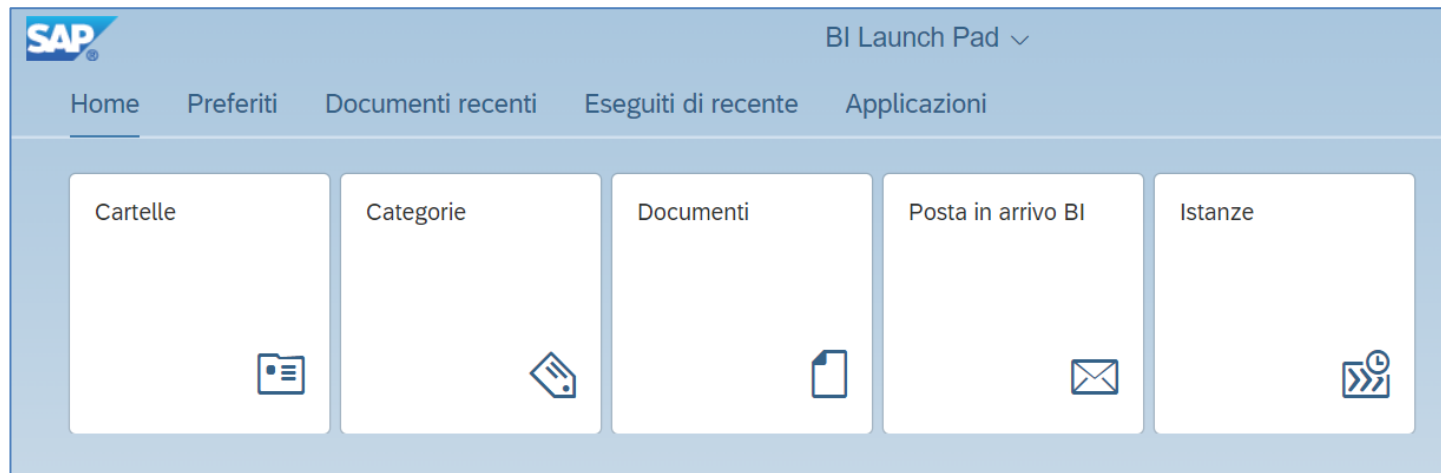 SAP®
BI Launch Pad
Home Preferiti Documenti recenti Eseguiti di recente Applicazioni
Cartelle Categorie Documenti Posta in arrivo BI Istanze